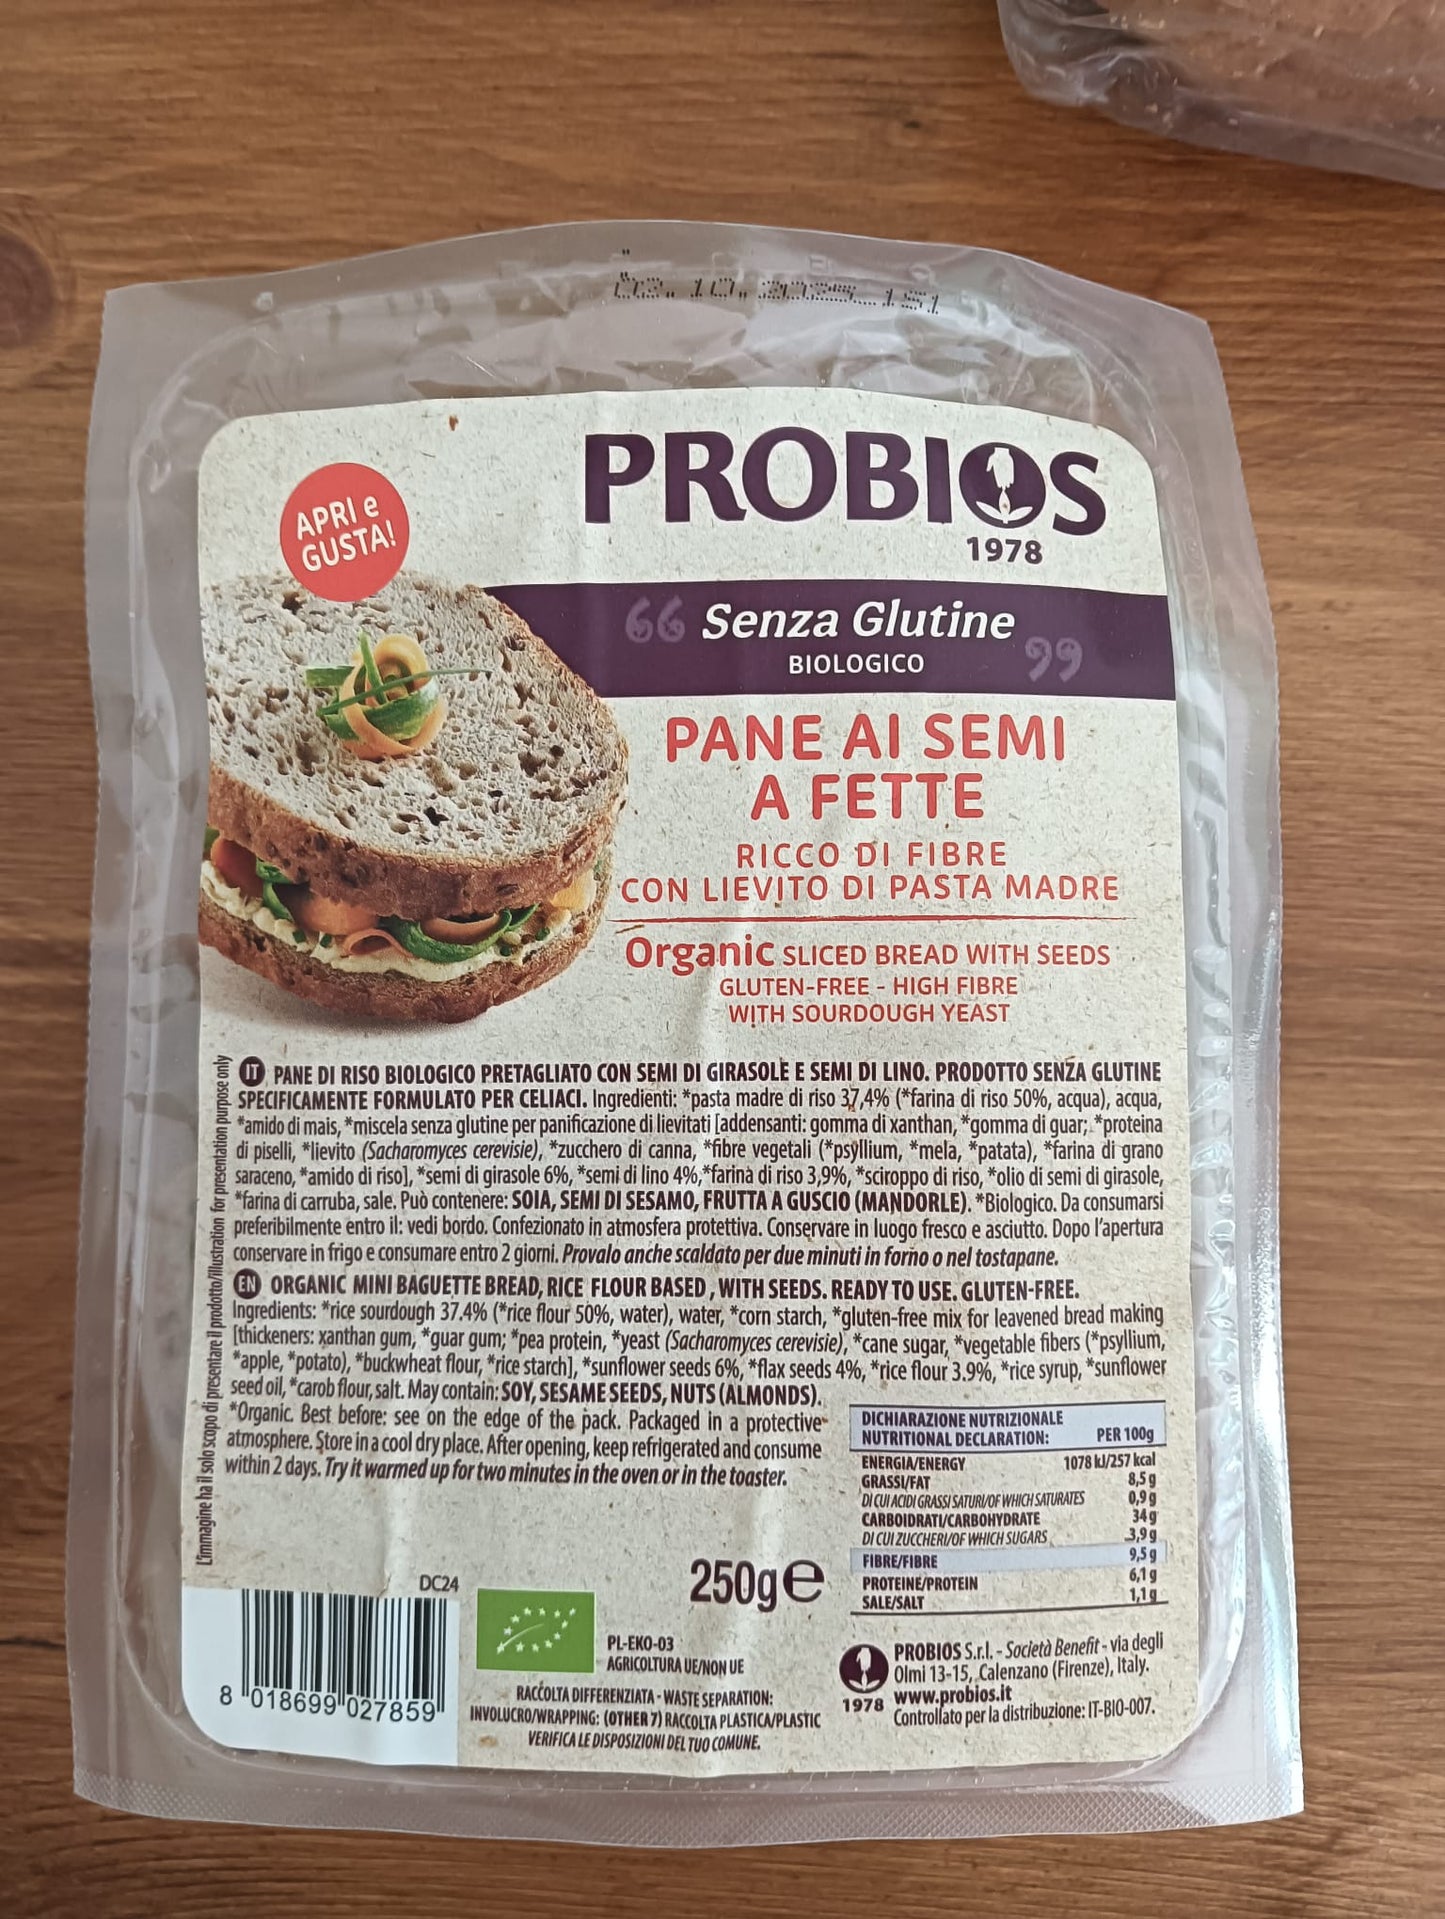 02.10.2025 151
PROBIOS
1978
APRI e
GUSTA!
66 Senza Glutine 99
BIOLOGICO
PANE AI SEMI
A FETTE
RICCO DI FIBRE
CON LIEVITO DI PASTA MADRE
Organic SLICED BREAD WITH SEEDS
GLUTEN-FREE - HIGH FIBRE
WITH SOURDOUGH YEAST
L'immagine ha il solo scopo di presentare il prodotto/illustration for presentation purpose only
IT PANE DI RISO BIOLOGICO PRETAGLIATO CON SEMI DI GIRASOLE E SEMI DI LINO. PRODOTTO SENZA GLUTINE
SPECIFICAMENTE FORMULATO PER CELIACI. Ingredienti: *pasta madre di riso 37,4% (*farina di riso 50%, acqua), acqua,
*amido di mais, *miscela senza glutine per panificazione di lievitati [addensanti: gomma di xanthan, *gomma di guar; *proteina
di piselli, *lievito (Sacharomyces cerevisie), *zucchero di canna, *fibre vegetali (*psyllium, *mela, *patata), *farina di grano
saraceno, *amido di riso], *semi di girasole 6%, *semi di lino 4%,*farina di riso 3,9%, *sciroppo di riso, *olio di semi di girasole,
*farina di carruba, sale. Può contenere: SOIA, SEMI DI SESAMO, FRUTTA A GUSCIO (MANDORLE). *Biologico. Da consumarsi
preferibilmente entro il: vedi bordo. Confezionato in atmosfera protettiva. Conservare in luogo fresco e asciutto. Dopo l'apertura
conservare in frigo e consumare entro 2 giorni. Provalo anche scaldato per due minuti in forno o nel tostapane.
EN ORGANIC MINI BAGUETTE BREAD, RICE FLOUR BASED, WITH SEEDS. READY TO USE. GLUTEN-FREE.
Ingredients: *rice sourdough 37.4% (*rice flour 50%, water), water, *corn starch, *gluten-free mix for leavened bread making
[thickeners: xanthan gum, *guar gum; *pea protein, *yeast (Sacharomyces cerevisie), *cane sugar, *vegetable fibers (*psyllium,
*apple, *potato), *buckwheat flour, *rice starch], *sunflower seeds 6%, *flax seeds 4%, *rice flour 3.9%, *rice syrup, *sunflower
seed oil, *carob flour, salt. May contain: SOY, SESAME SEEDS, NUTS (ALMONDS).
*Organic. Best before: see on the edge of the pack. Packaged in a protective
atmosphere. Store in a cool dry place. After opening, keep refrigerated and consume
within 2 days. Try it warmed up for two minutes in the oven or in the toaster.
DICHIARAZIONE NUTRIZIONALE
NUTRITIONAL DECLARATION: PER 100g
ENERGIA/ENERGY 1078 kJ/257 kcal
GRASSI/FAT 8,5 g
DI CUI ACIDI GRASSI SATURI/OF WHICH SATURATES 0,9 g
CARBOIDRATI/CARBOHYDRATE 34 g
DI CUI ZUCCHERI/OF WHICH SUGARS 3,9 g
FIBRE/FIBRE 9,5 g
PROTEINE/PROTEIN 6,1 g
SALE/SALT 1,1 g
250g e
DC24
8 018699 027859
PL-EKO-03
AGRICOLTURA UE/NON UE
RACCOLTA DIFFERENZIATA - WASTE SEPARATION:
INVOLUCRO/WRAPPING: (OTHER 7) RACCOLTA PLASTICA/PLASTIC
VERIFICA LE DISPOSIZIONI DEL TUO COMUNE.
1978
PROBIOS S.r.l. - Società Benefit - via degli
Olmi 13-15, Calenzano (Firenze), Italy.
www.probios.it
Controllato per la distribuzione: IT-BIO-007.